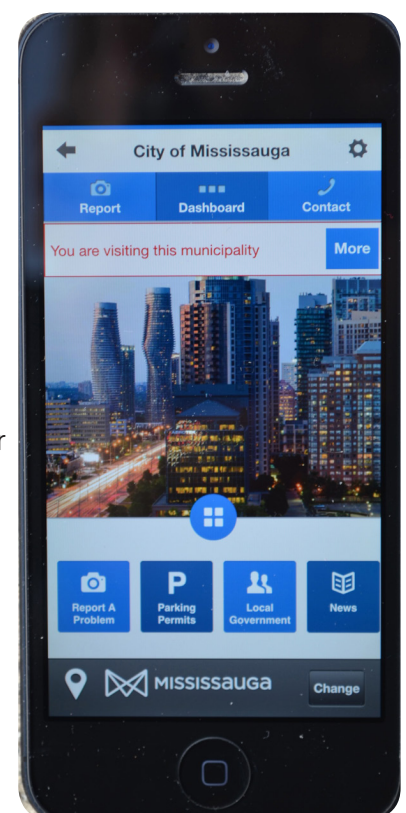 City of Mississauga
Report
Dashboard
Contact
You are visiting this municipality
More
r
Report A
Problem
P
Parking
Permits
Local
Government
News
MISSISSAUGA
Change